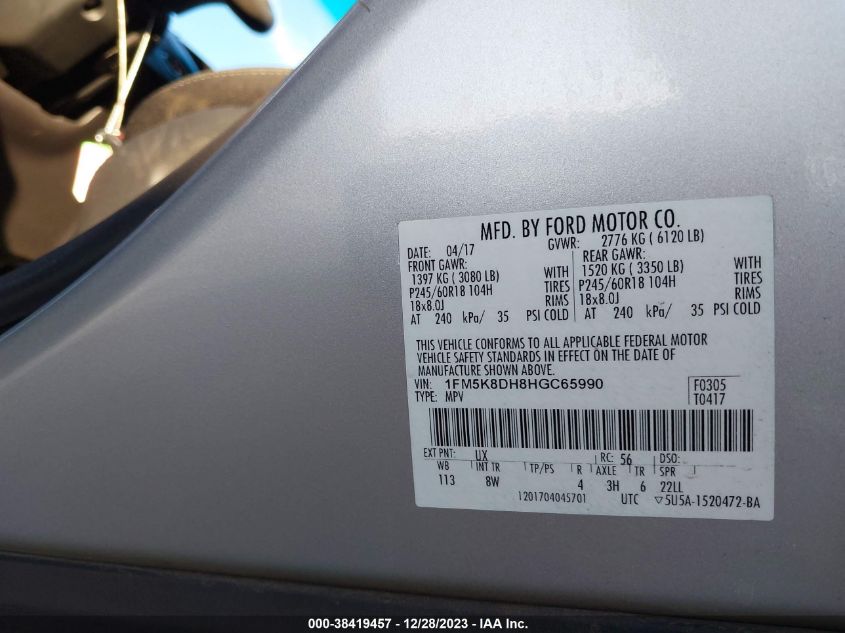 MFD. BY FORD MOTOR CO.
DATE: 04/17 GVWR: 2776 KG ( 6120 LB)
FRONT GAWR: REAR GAWR:
1397 KG ( 3080 LB) WITH 1520 KG ( 3350 LB) WITH
P245/60R18 104H TIRES P245/60R18 104H TIRES
18x8.0J RIMS 18x8.0J RIMS
AT 240 kPa/ 35 PSI COLD AT 240 kPa/ 35 PSI COLD
THIS VEHICLE CONFORMS TO ALL APPLICABLE FEDERAL MOTOR
VEHICLE SAFETY STANDARDS IN EFFECT ON THE DATE OF
MANUFACTURE SHOWN ABOVE.
VIN: 1FM5K8DH8HGC65990 F0305
TYPE: MPV T0417
EXT PNT: UX RC: 56 DSO:
WB INT TR TP/PS R AXLE TR SPR
113 8W 4 3H 6 22LL
1201704045701 UTC ▽5U5A-1520472-BA
000-38419457 - 12/28/2023 - IAA Inc.